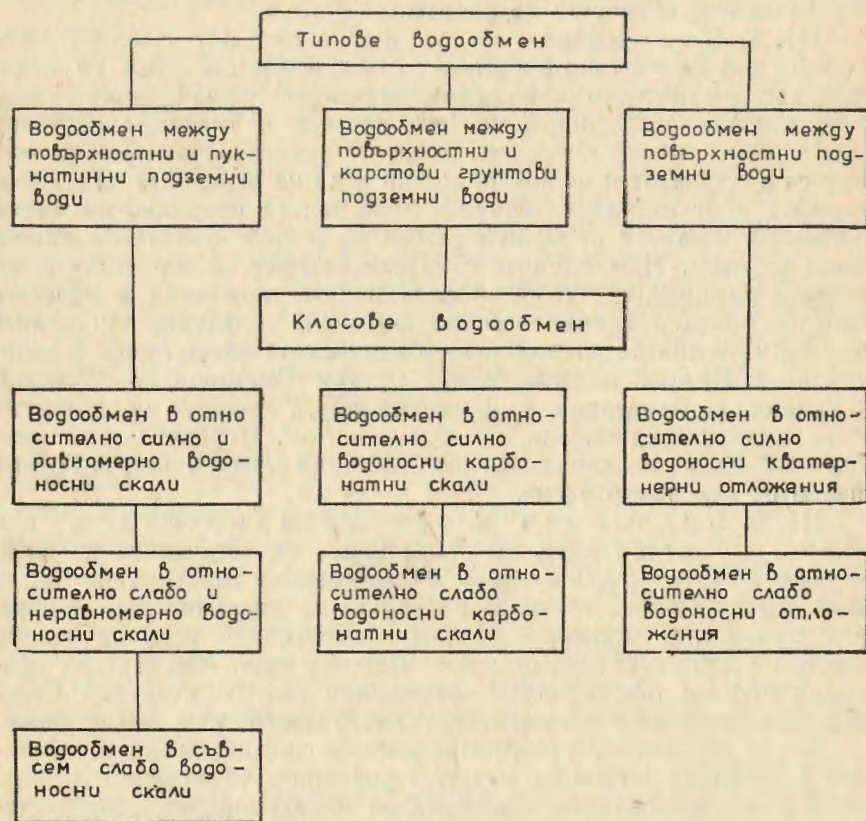 Типове водообмен
Водообмен между
повърхностни и пук-
натинни подземни
води
Водообмен между
повърхностни и
карстови грунтови
подземни води
Водообмен между
повърхностни под-
земни води
Класове водообмен
Водообмен в отно
сително силно и
равномерно водо-
носни скали
Водообмен в отно-
сително силно
водоносни карбо-
натни скали
Водообмен в отно-
сително силно
водоносни кватер-
нерни отложения
Водообмен в отно-
сително слабо и
неравномерно водо-
носни скали
Водообмен в отно-
сително слабо
водоносни карбо-
натни скали
Водообмен в отно-
сително слабо
водоносни отло-
жения
Водообмен в съв-
сем слабо водо-
носни скали